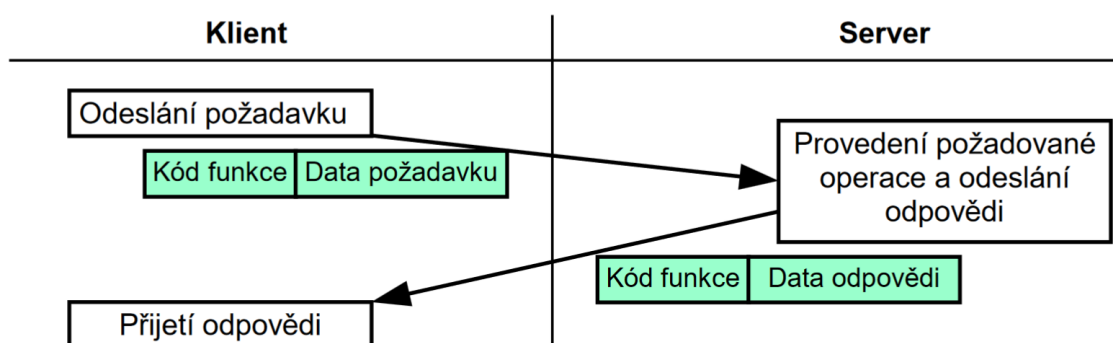 Klient
Server
Odeslání požadavku
Kód funkce
Data požadavku
Provedení požadované
operace a odeslání
odpovědi
Kód funkce
Data odpovědi
Přijetí odpovědi